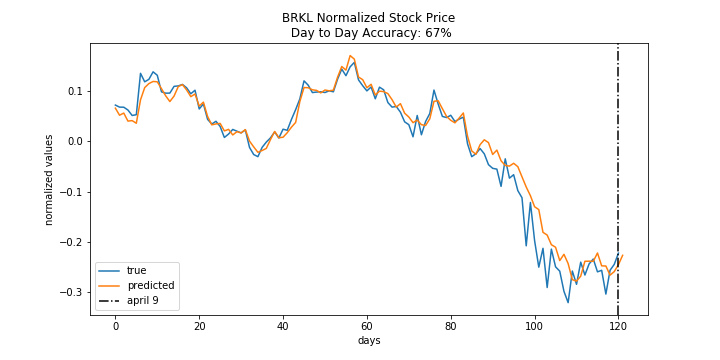 BRKL Normalized Stock Price
Day to Day Accuracy: 67%
normalized values
0.1
0.0
−0.1
−0.2
−0.3
true
predicted
april 9
0 20 40 60 80 100 120
days